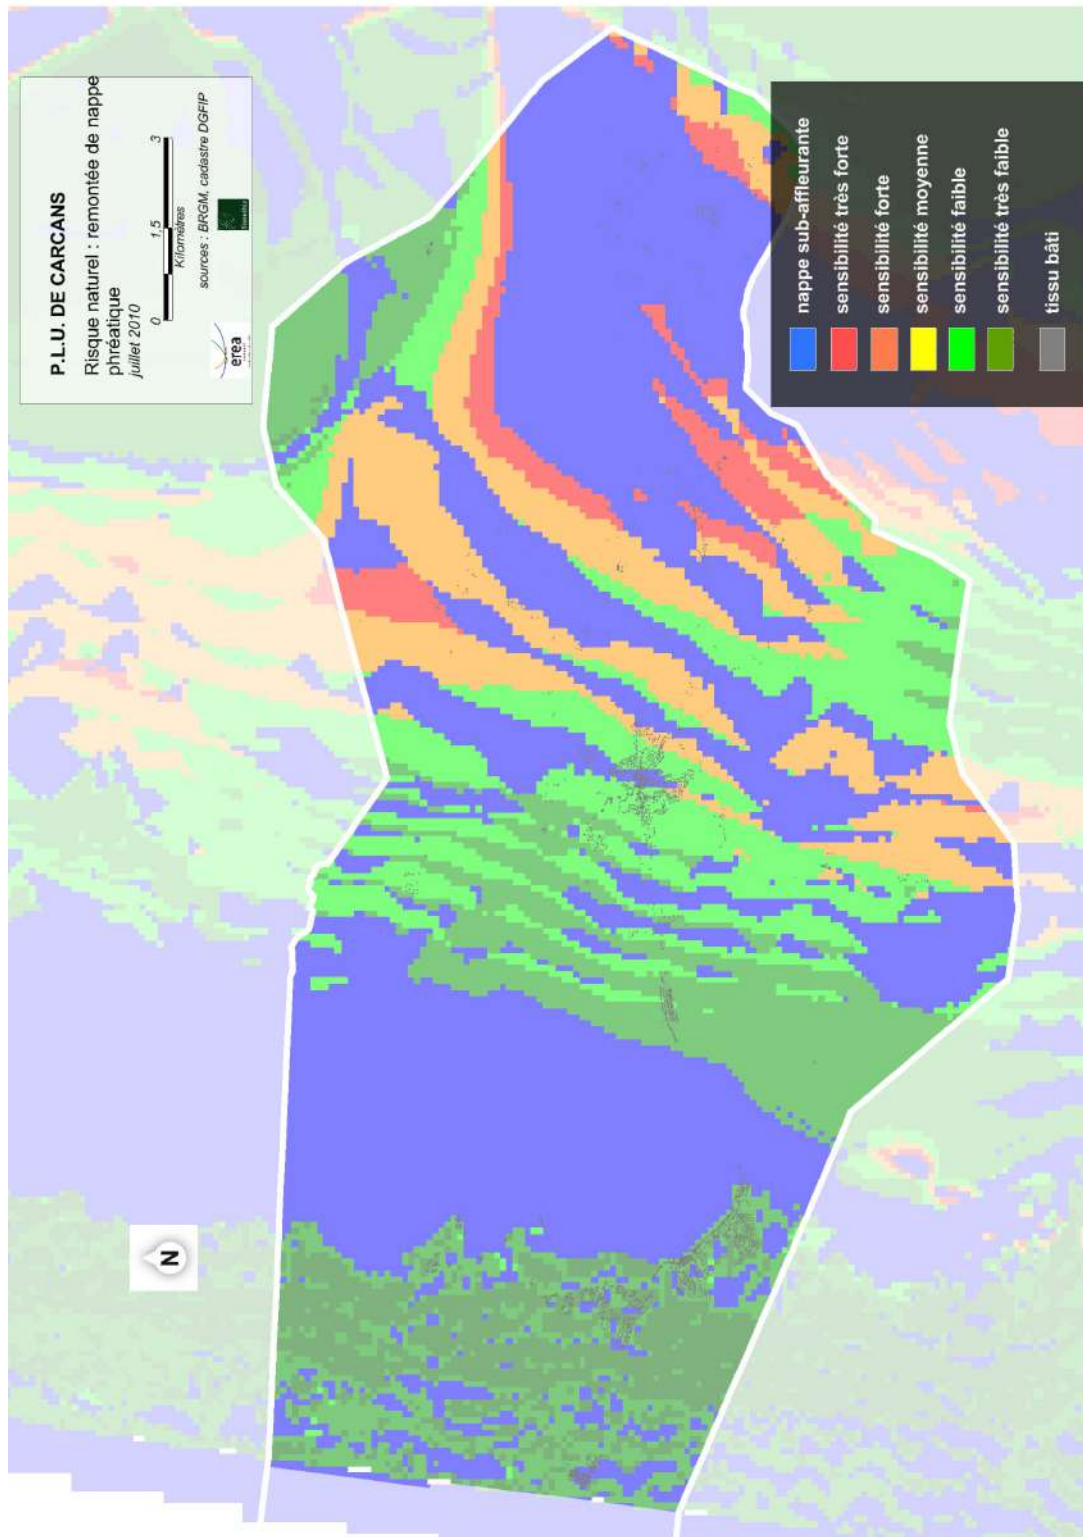 P.L.U. DE CARCANS
Risque naturel : remontée de nappe
phréatique
juillet 2010
0 1,5 3
Kilomètres
sources : BRGM, cadastre DGFIP
erea
N
nappe sub-affleurante
sensibilité très forte
sensibilité forte
sensibilité moyenne
sensibilité faible
sensibilité très faible
tissu bâti